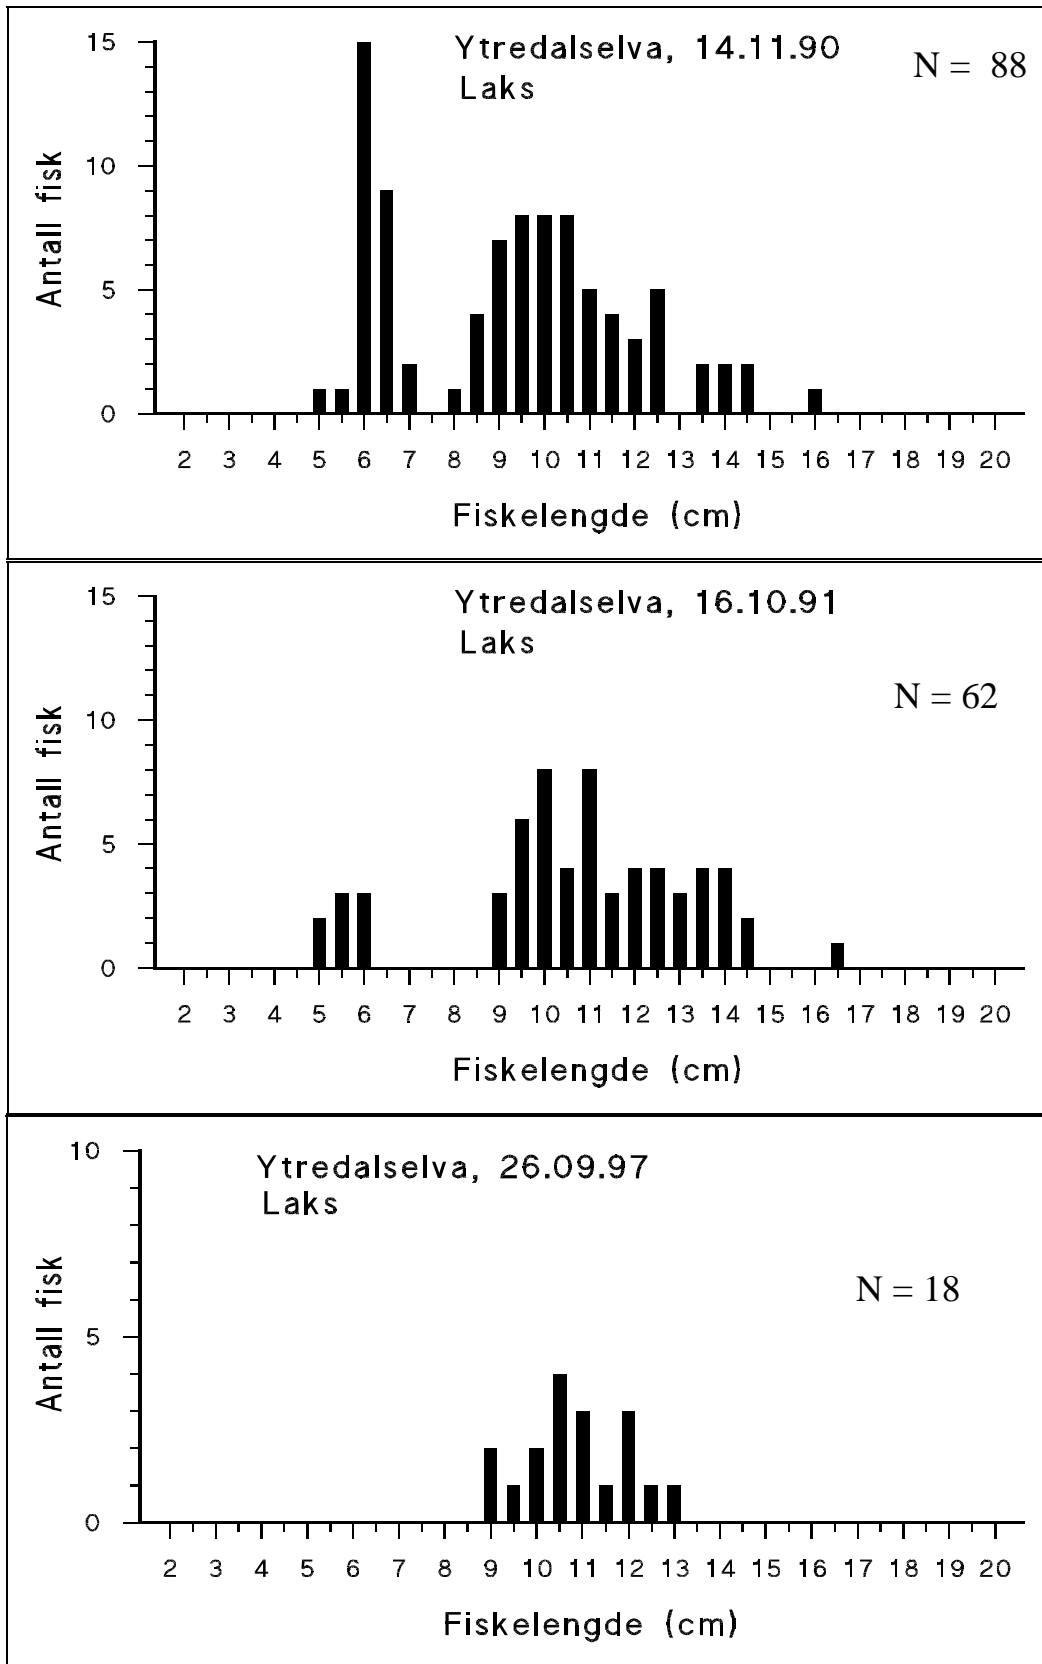 15
Ytredalselva, 14.11.90
N = 88
Laks
10
Antall fisk
5
0
2 3 4 5 6 7 8 9 10 11 12 13 14 15 16 17 18 19 20
Fiskelengde (cm)
15
Ytredalselva, 16.10.91
Laks
N = 62
10
Antall fisk
5
0
2 3 4 5 6 7 8 9 10 11 12 13 14 15 16 17 18 19 20
Fiskelengde (cm)
10
Ytredalselva, 26.09.97
Laks
N = 18
Antall fisk
5
0
2 3 4 5 6 7 8 9 10 11 12 13 14 15 16 17 18 19 20
Fiskelengde (cm)